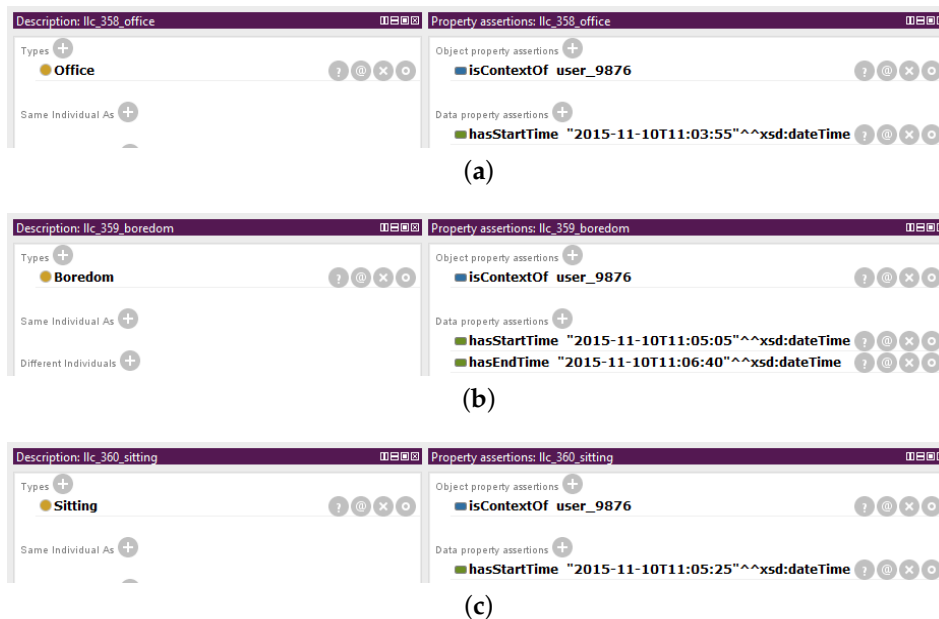 Description: llc_358_office
Property assertions: llc_358_office
Types
Office
Same Individual As
Object property assertions
isContextOf user_9876
Data property assertions
hasStartTime "2015-11-10T11:03:55"^^xsd:dateTime
(a)
Description: llc_359_boredom
Property assertions: llc_359_boredom
Types
Boredom
Same Individual As
Different Individuals
Object property assertions
isContextOf user_9876
Data property assertions
hasStartTime "2015-11-10T11:05:05"^^xsd:dateTime
hasEndTime "2015-11-10T11:06:40"^^xsd:dateTime
(b)
Description: llc_360_sitting
Property assertions: llc_360_sitting
Types
Sitting
Same Individual As
Object property assertions
isContextOf user_9876
Data property assertions
hasStartTime "2015-11-10T11:05:25"^^xsd:dateTime
(c)